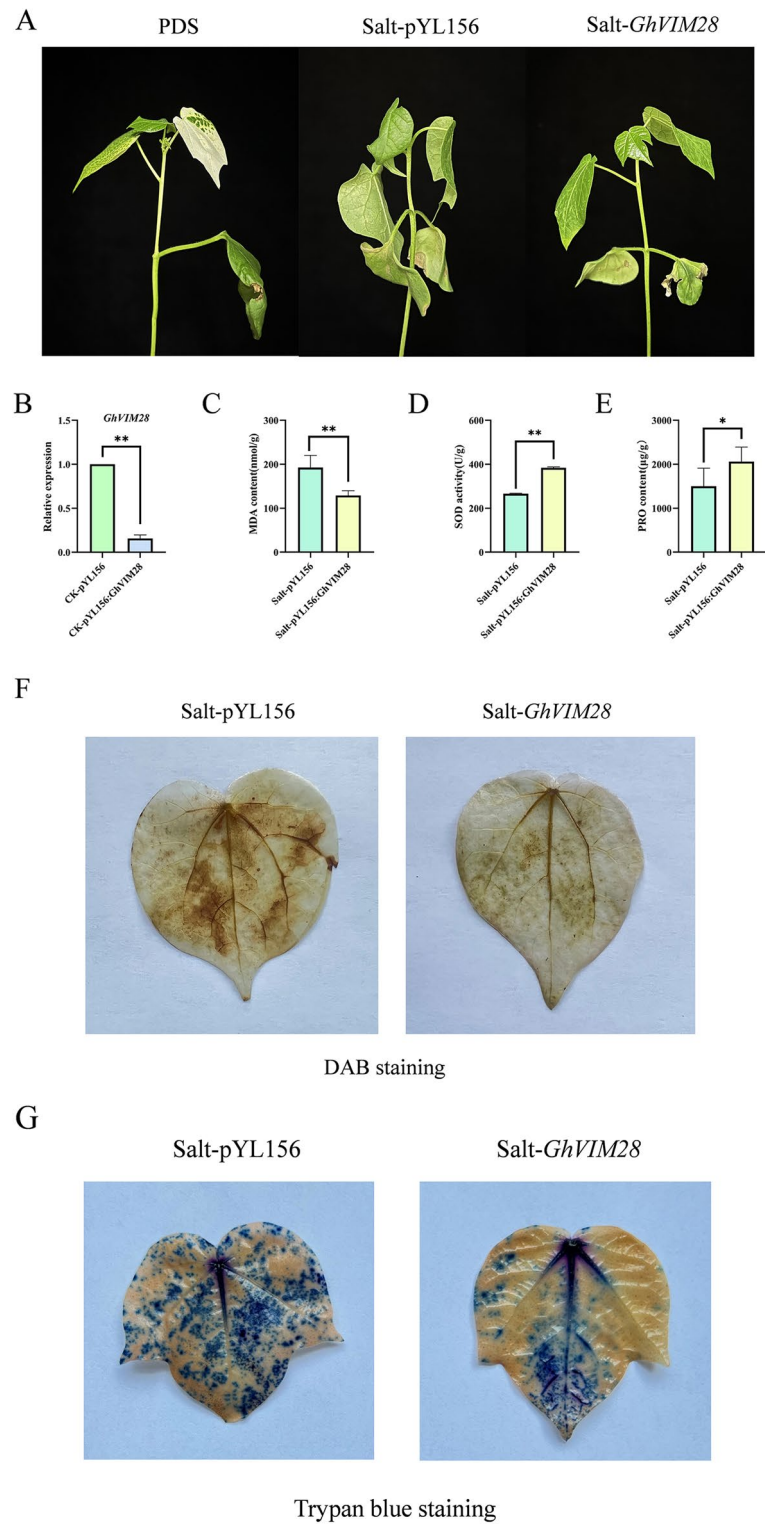 A
PDS
Salt-pYL156
Salt-GhVIM28
B
GhVIM28
Relative expression
1.5
1.0
0.5
0.0
**
CK-pYL156
CK-pYL156:GhVIM28
C
MDA content(nmol/g)
300
200
100
0
**
Salt-pYL156
Salt-pYL156:GhVIM28
D
SOD activity(U/g)
600
400
200
0
**
Salt-pYL156
Salt-pYL156:GhVIM28
E
PRO content(µg/g)
3000
2000
1000
0
*
Salt-pYL156
Salt-pYL156:GhVIM28
F
Salt-pYL156
Salt-GhVIM28
DAB staining
G
Salt-pYL156
Salt-GhVIM28
Trypan blue staining